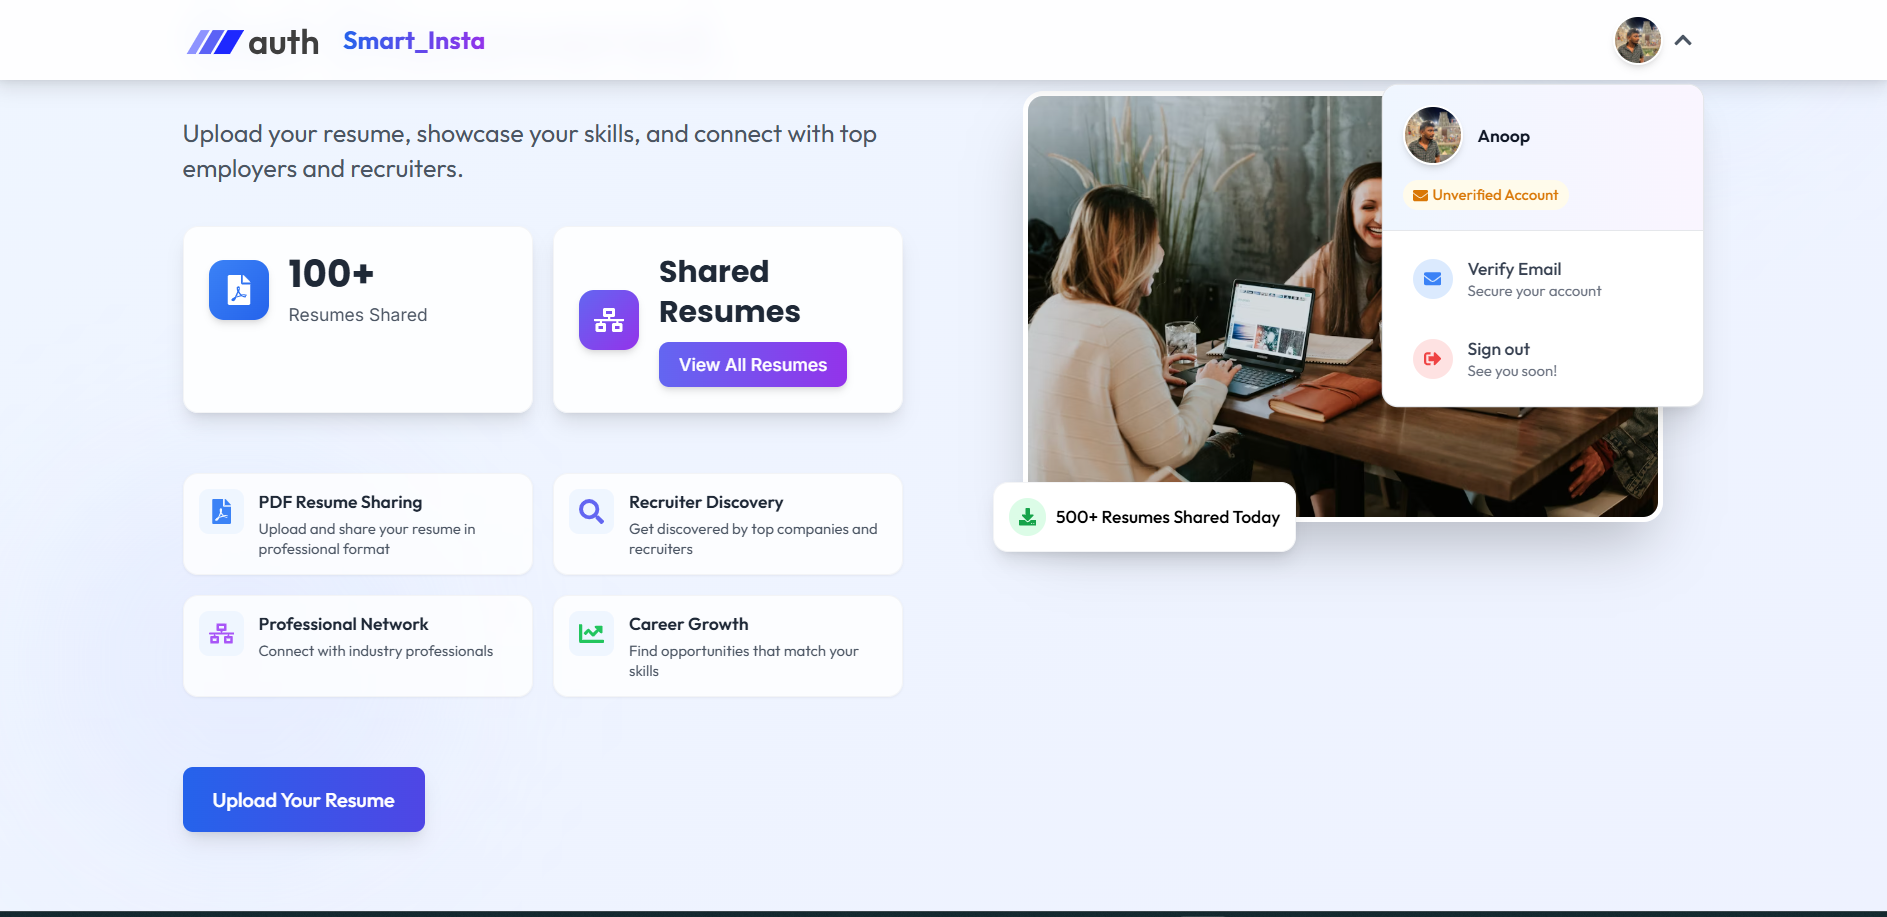 auth
Smart_Insta
Upload your resume, showcase your skills, and connect with top
employers and recruiters.
100+
Resumes Shared
Shared
Resumes
View All Resumes
PDF Resume Sharing
Upload and share your resume in
professional format
Recruiter Discovery
Get discovered by top companies and
recruiters
Professional Network
Connect with industry professionals
Career Growth
Find opportunities that match your
skills
Upload Your Resume
500+ Resumes Shared Today
Anoop
Unverified Account
Verify Email
Secure your account
Sign out
See you soon!